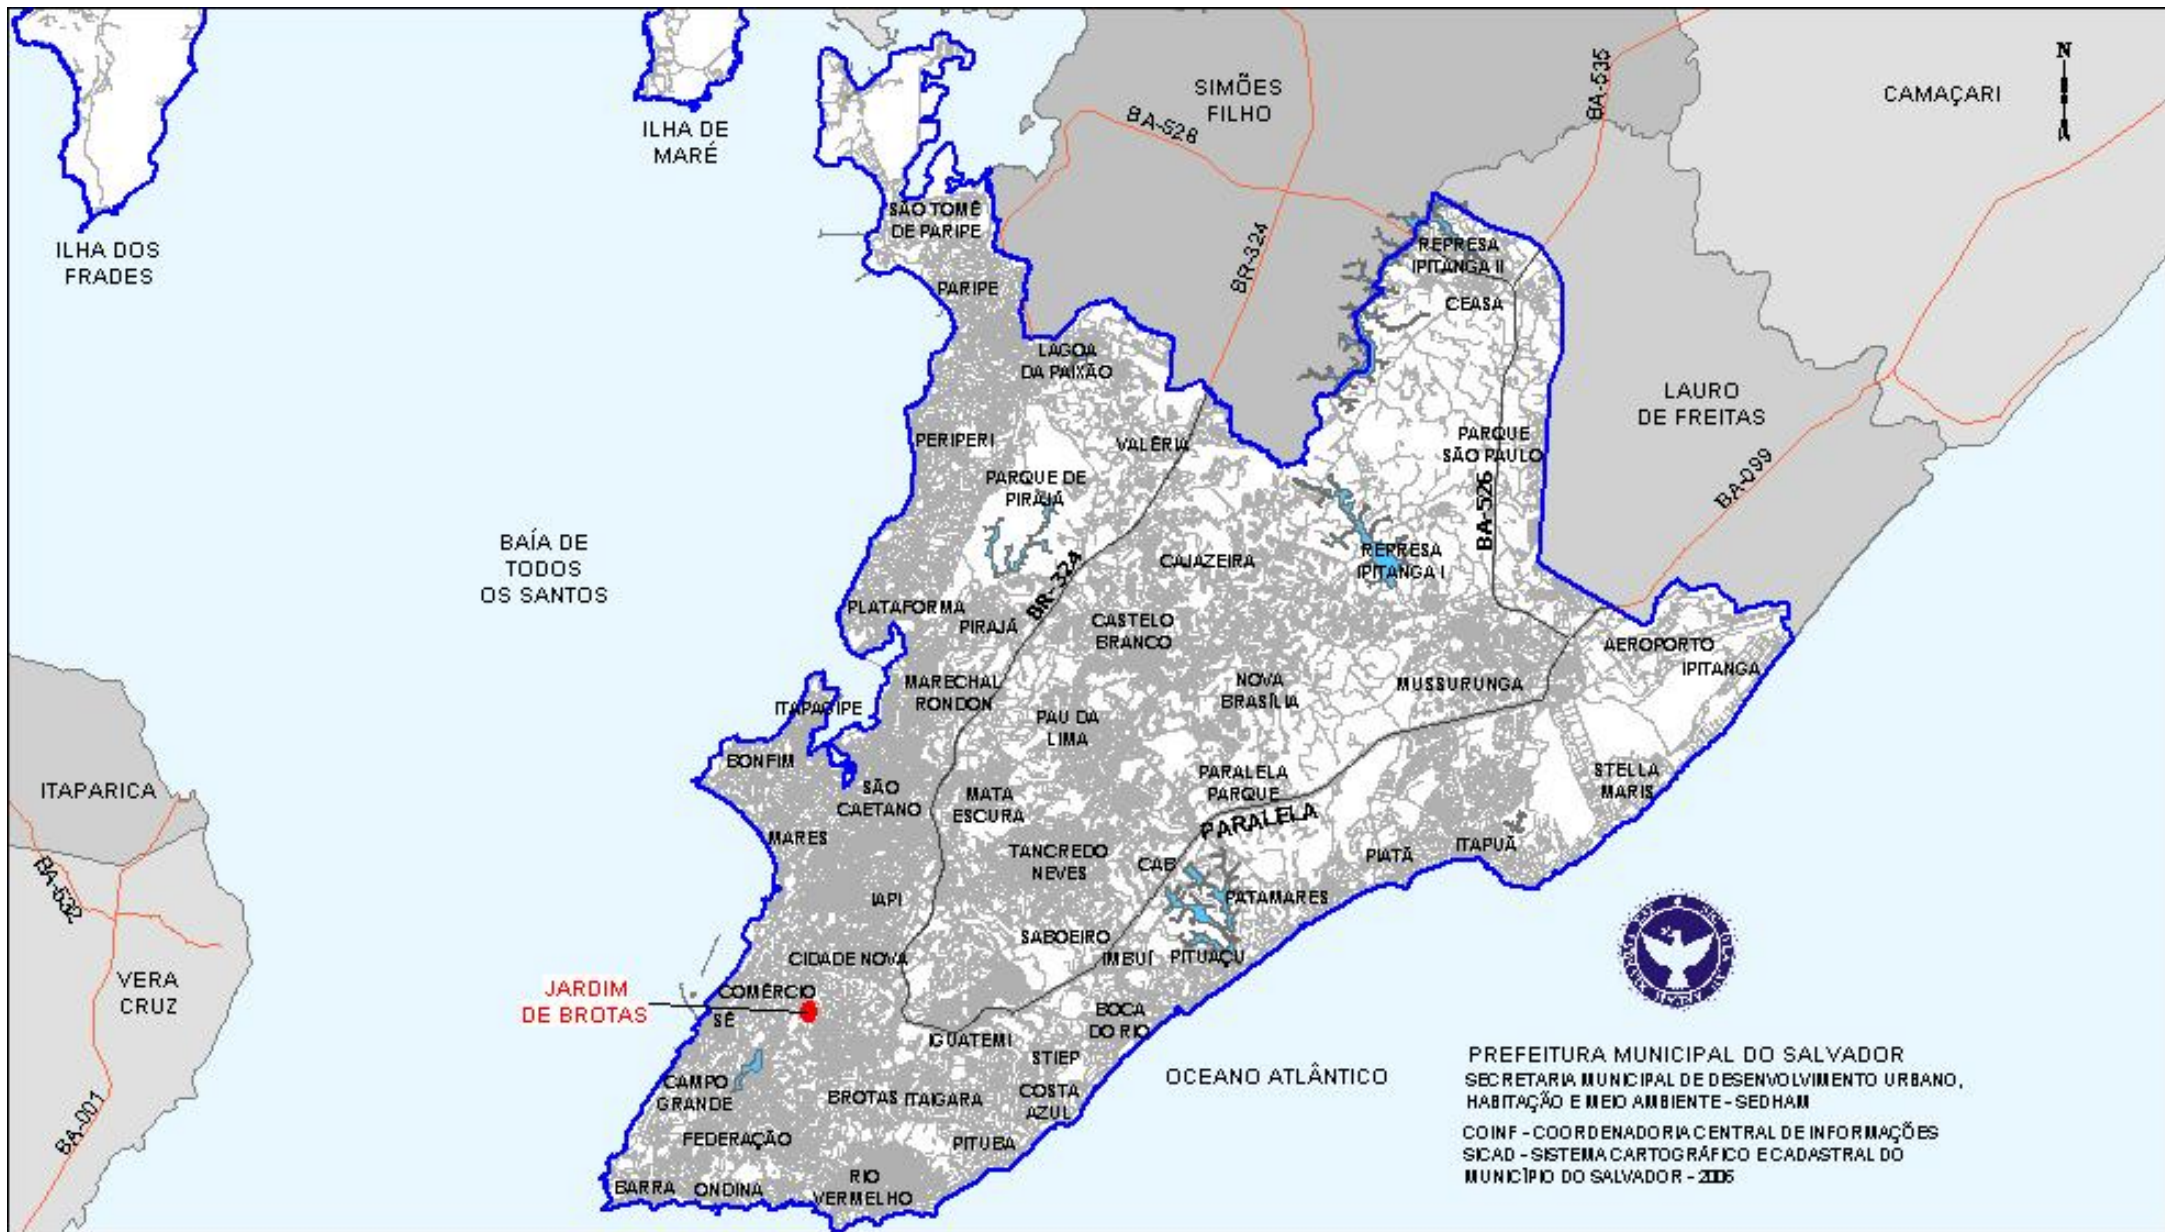 N
SIMÕES
FILHO
CAMAÇARI
BA-535
BA-526
ILHA DE
MARÉ
ILHA DOS
FRADES
SÃO TOMÉ
DE PARIPE
BR-324
REPRESA
IPITANGA II
PARIPE
CEASA
LAGOA
DA PAIXÃO
LAURO
DE FREITAS
PERIPERI
VALÉRIA
PARQUE
SÃO PAULO
PARQUE DE
PIRAJÁ
BA-099
BA-526
BAÍA DE
TODOS
OS SANTOS
CAJAZEIRA
REPRESA
IPITANGA I
BR-324
PLATAFORMA
PIRAJÁ
CASTELO
BRANCO
AEROPORTO
IPITANGA
MARECHAL
RONDON
NOVA
BRASÍLIA
MUSSURUNGA
ITAPAGIPE
PAU DA
LIMA
BONFIM
PARALELA
PARQUE
STELLA
MARIS
ITAPARICA
SÃO
CAETANO
MATA
ESCURA
PARALELA
MARES
TANCREDO
NEVES
CAB
PIATÃ
ITAPUÃ
BA-532
IAPI
PATAMARES
SABOEIRO
CIDADE NOVA
IMBUÍ
PITUAÇU
VERA
CRUZ
JARDIM
DE BROTAS
COMÉRCIO
SÉ
BOCA
DO RIO
IGUATEMI
STIEP
OCEANO ATLÂNTICO
CAMPO
GRANDE
BROTAS
ITAIGARA
COSTA
AZUL
BA-001
FEDERAÇÃO
PITUBA
BARRA
ONDINA
RIO
VERMELHO
PREFEITURA MUNICIPAL DO SALVADOR
SECRETARIA MUNICIPAL DE DESENVOLVIMENTO URBANO,
HABITAÇÃO E MEIO AMBIENTE - SEDHAM
COINF - COORDENADORIA CENTRAL DE INFORMAÇÕES
SICAD - SISTEMA CARTOGRÁFICO E CADASTRAL DO
MUNICÍPIO DO SALVADOR - 2006